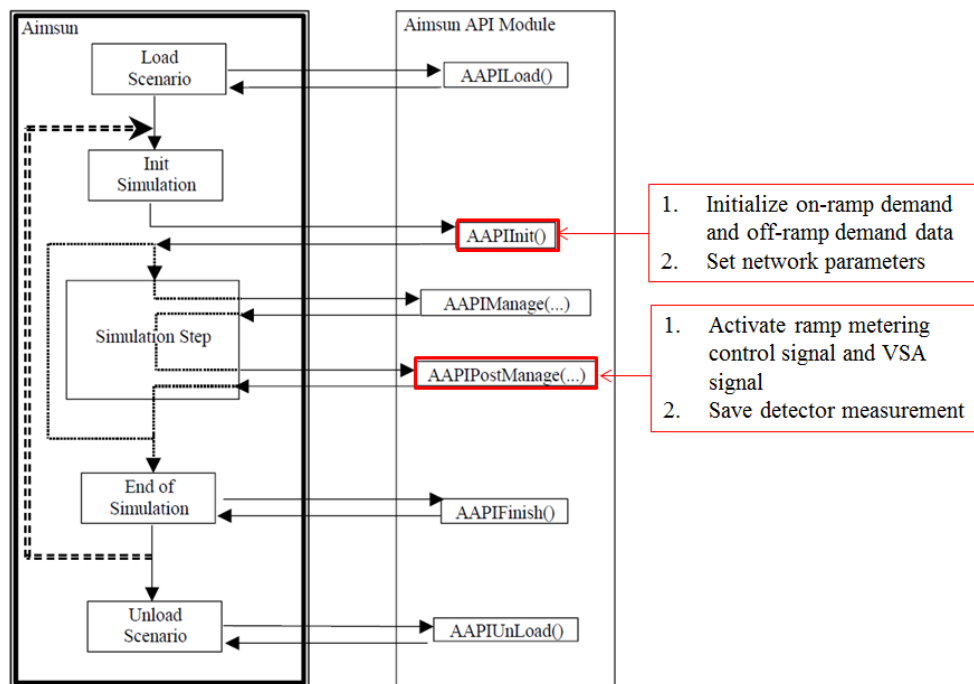 Aimsun
Aimsun API Module
Load
Scenario
AAPILoad()
Init
Simulation
AAPIInit()
1. Initialize on-ramp demand
and off-ramp demand data
2. Set network parameters
AAPIManage(...)
Simulation Step
AAPIPostManage(...)
1. Activate ramp metering
control signal and VSA
signal
2. Save detector measurement
End of
Simulation
AAPIFinish()
Unload
Scenario
AAPIUnLoad()